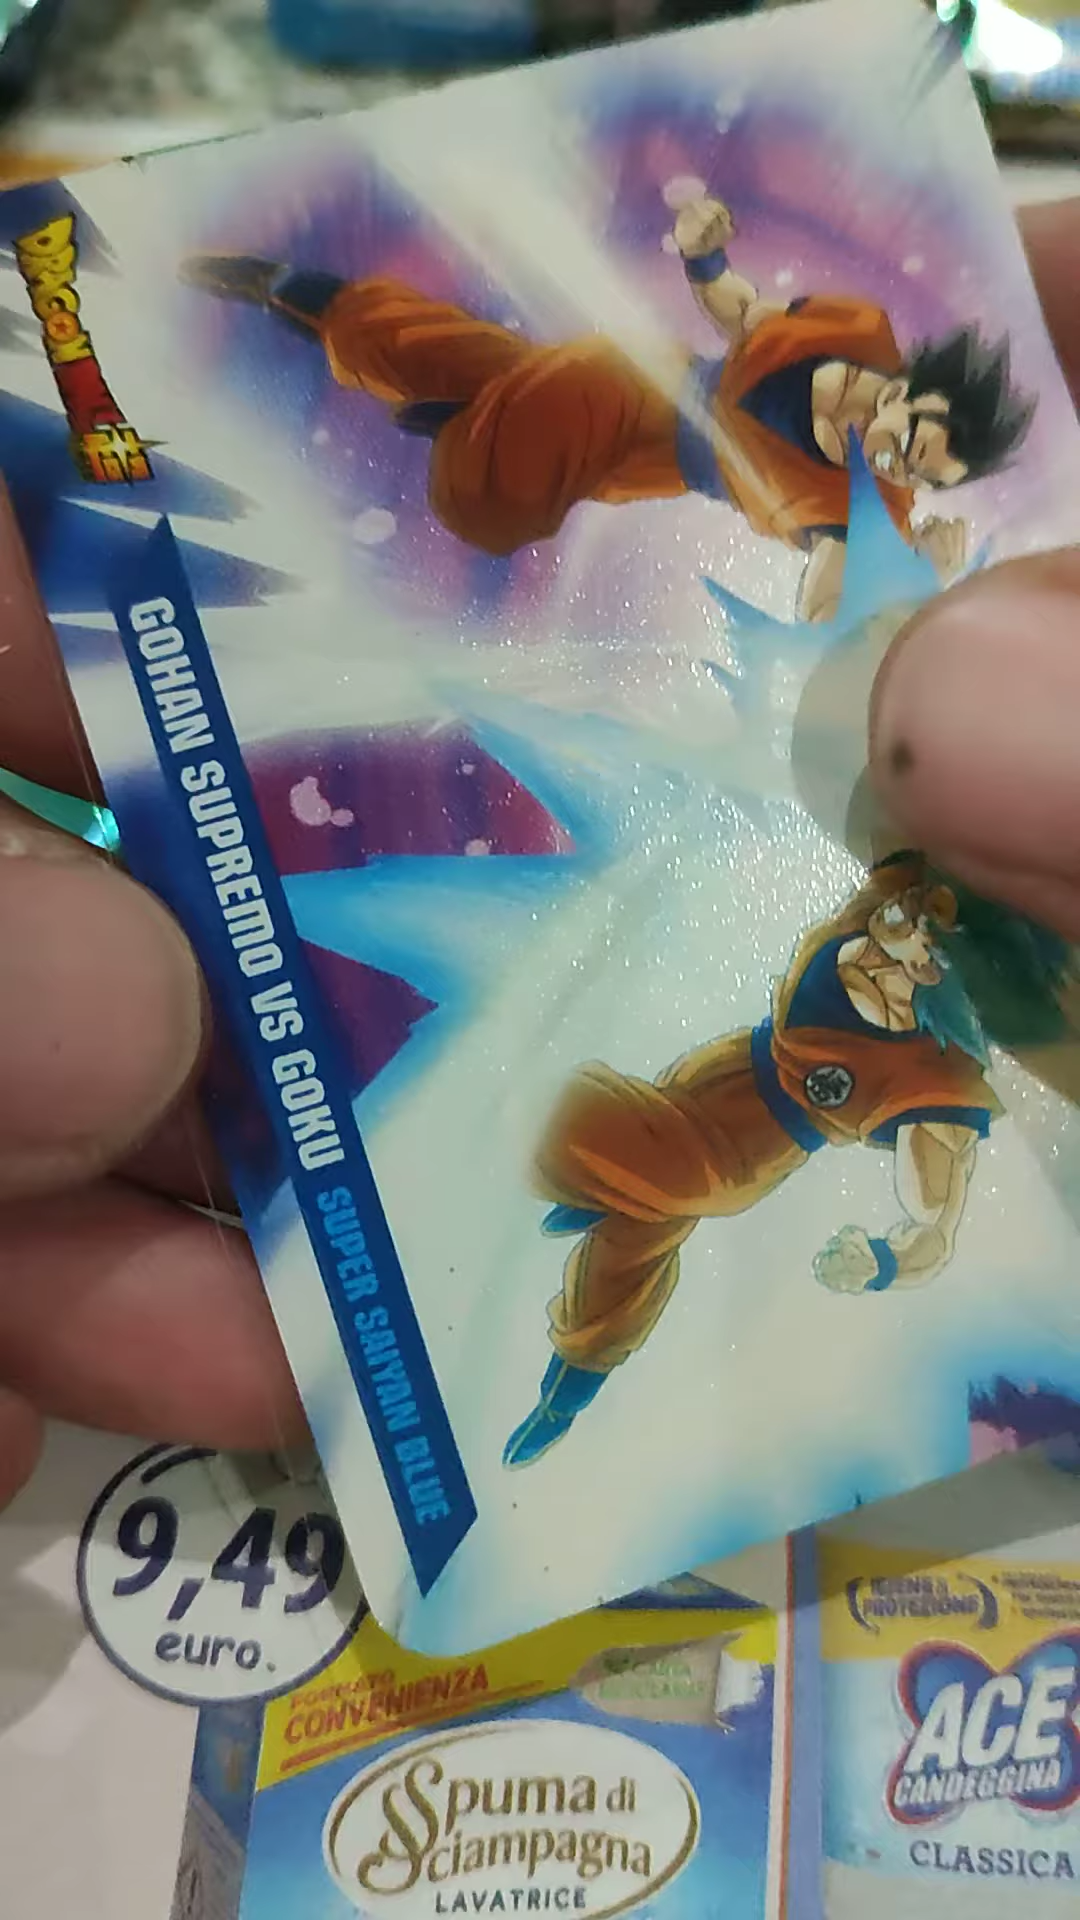 DRAGON BALL
GOHAN SUPREMO VS GOKU SUPER SAIYAN BLUE
9,49
euro.
FORMATO
CONVENIENZA
Spuma di
Sciampagna
LAVATRICE
IGIENE &
PROTEZIONE
ACE
CANDEGGINA
CLASSICA